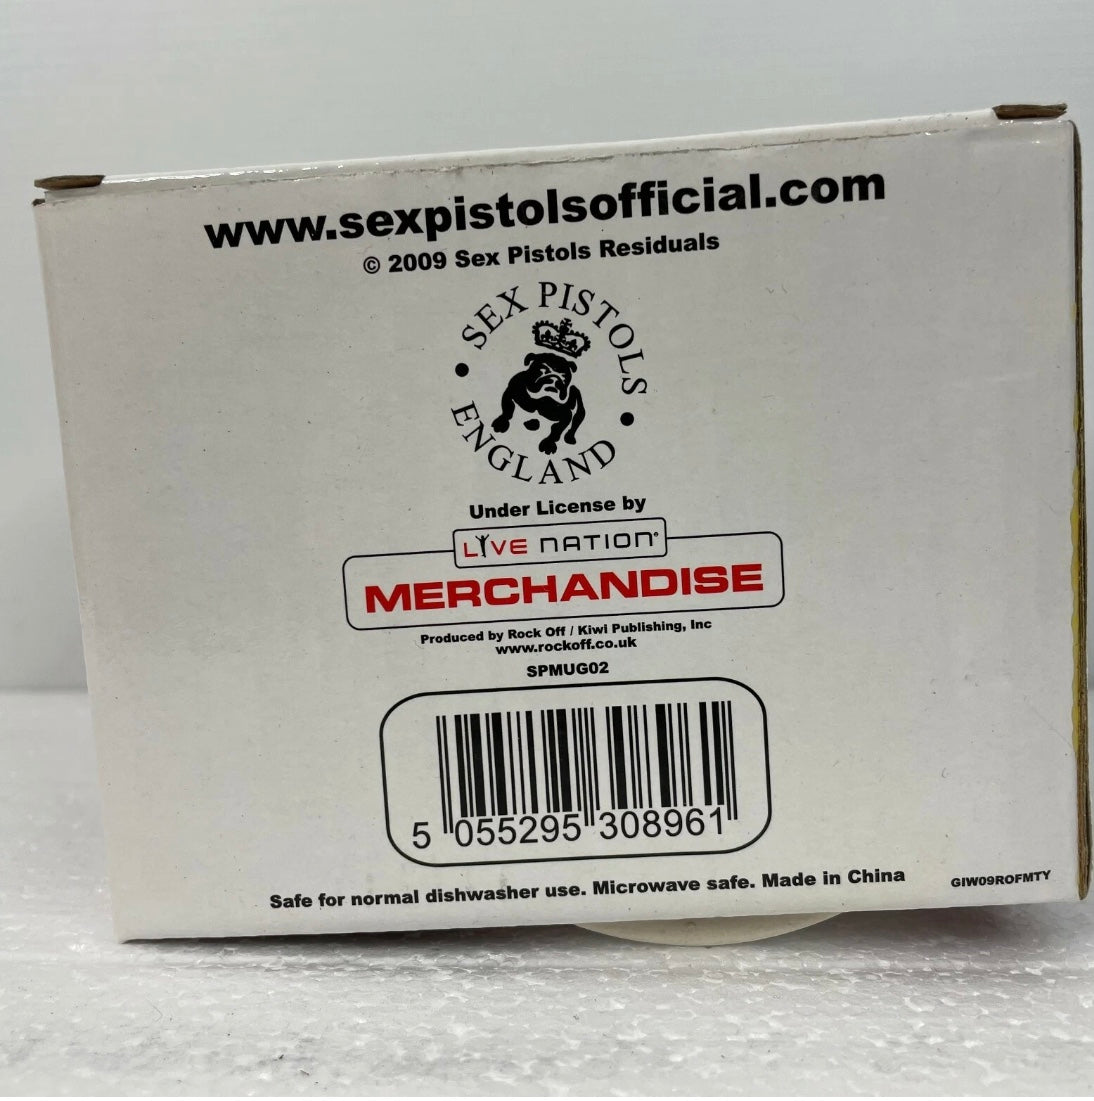 www.sexpistolsofficial.com
© 2009 Sex Pistols Residuals
SEX PISTOLS
• •
ENGLAND
Under License by
LIVE NATION®
MERCHANDISE
Produced by Rock Off / Kiwi Publishing, Inc
www.rockoff.co.uk
SPMUG02
5 055295 308961
Safe for normal dishwasher use. Microwave safe. Made in China
GIW09ROFMTY